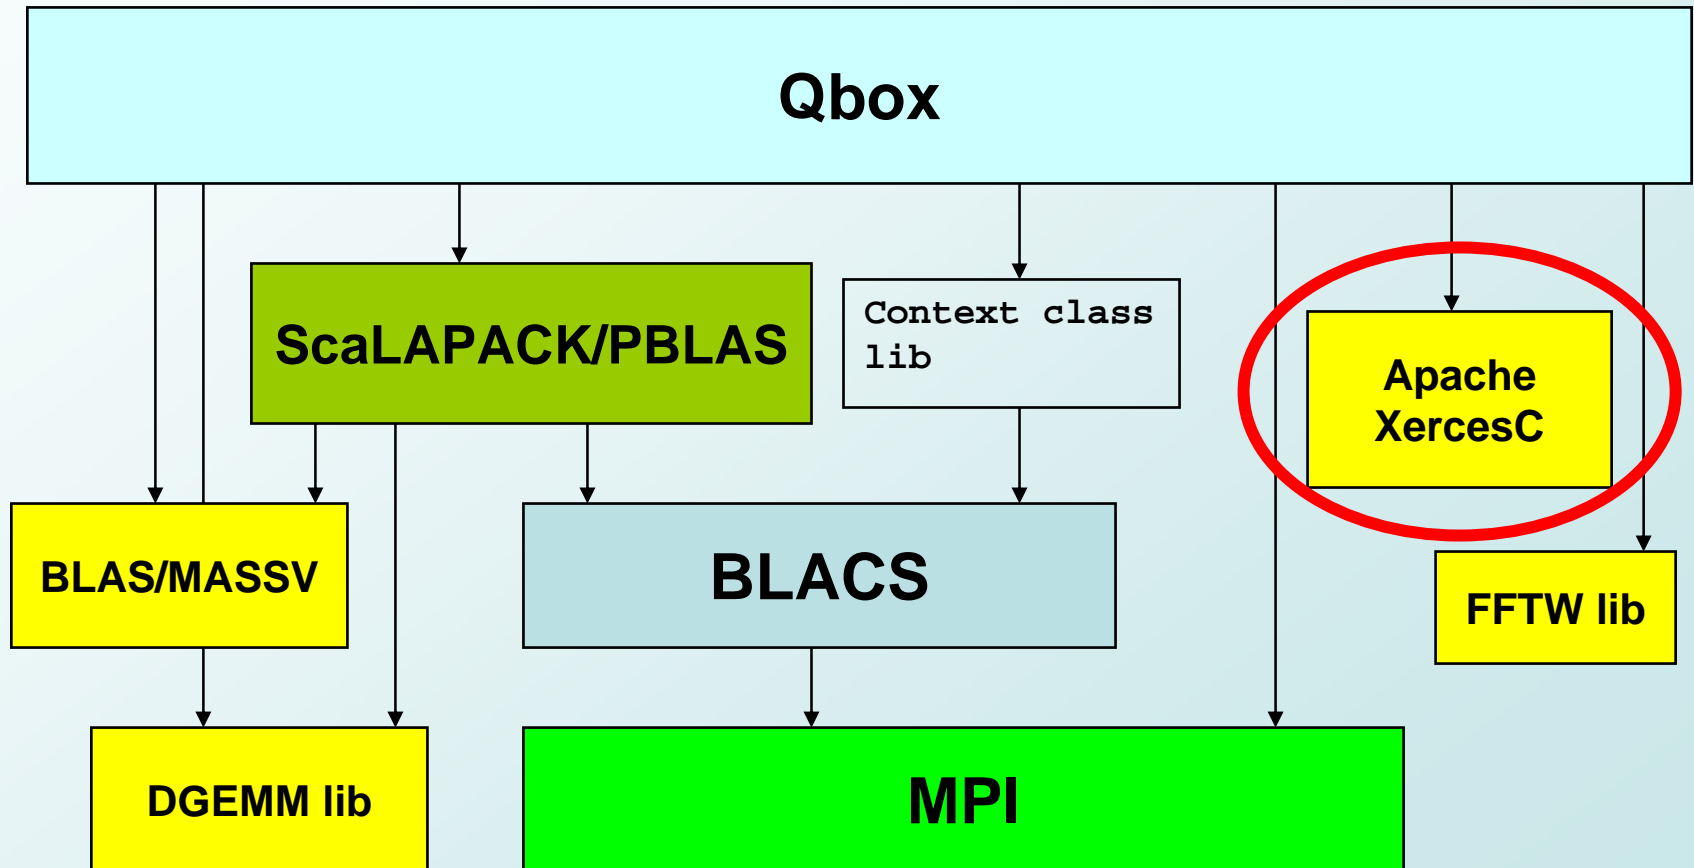 Qbox
ScaLAPACK/PBLAS
Context class
lib
Apache
XercesC
BLAS/MASSV
BLACS
FFTW lib
DGEMM lib
MPI